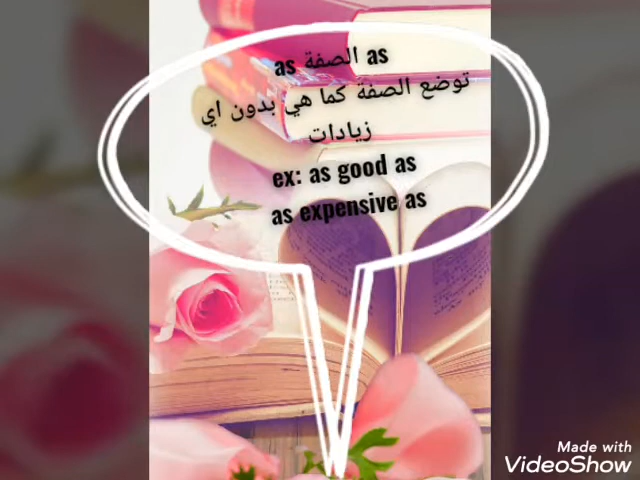 as الصفة as
توضع الصفة كما هي بدون اي
زيادات
ex: as good as
as expensive as
Made with
VideoShow